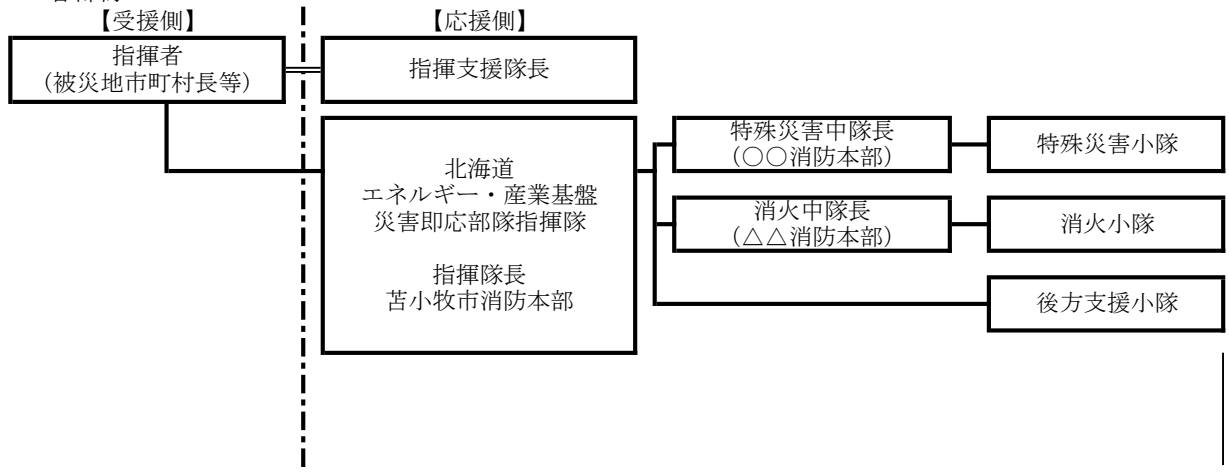 【受援側】
【応援側】
指揮者
(被災地市町村長等)
指揮支援隊長
北海道
エネルギー・産業基盤
災害即応部隊指揮隊
指揮隊長
苫小牧市消防本部
特殊災害中隊長
(○○消防本部)
特殊災害小隊
消火中隊長
(△△消防本部)
消火小隊
後方支援小隊